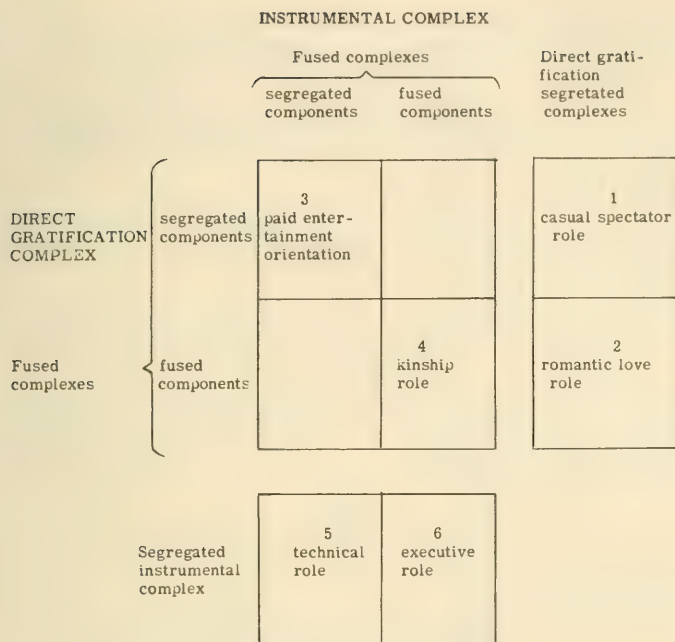 INSTRUMENTAL COMPLEX
Fused complexes
segregated components
fused components
Direct grati-
fication
segretated
complexes
DIRECT
GRATIFICATION
COMPLEX
segregated
components
3
paid enter-
tainment
orientation
1
casual spectator
role
Fused
complexes
fused
components
4
kinship
role
2
romantic love
role
Segregated
instrumental
complex
5
technical
role
6
executive
role